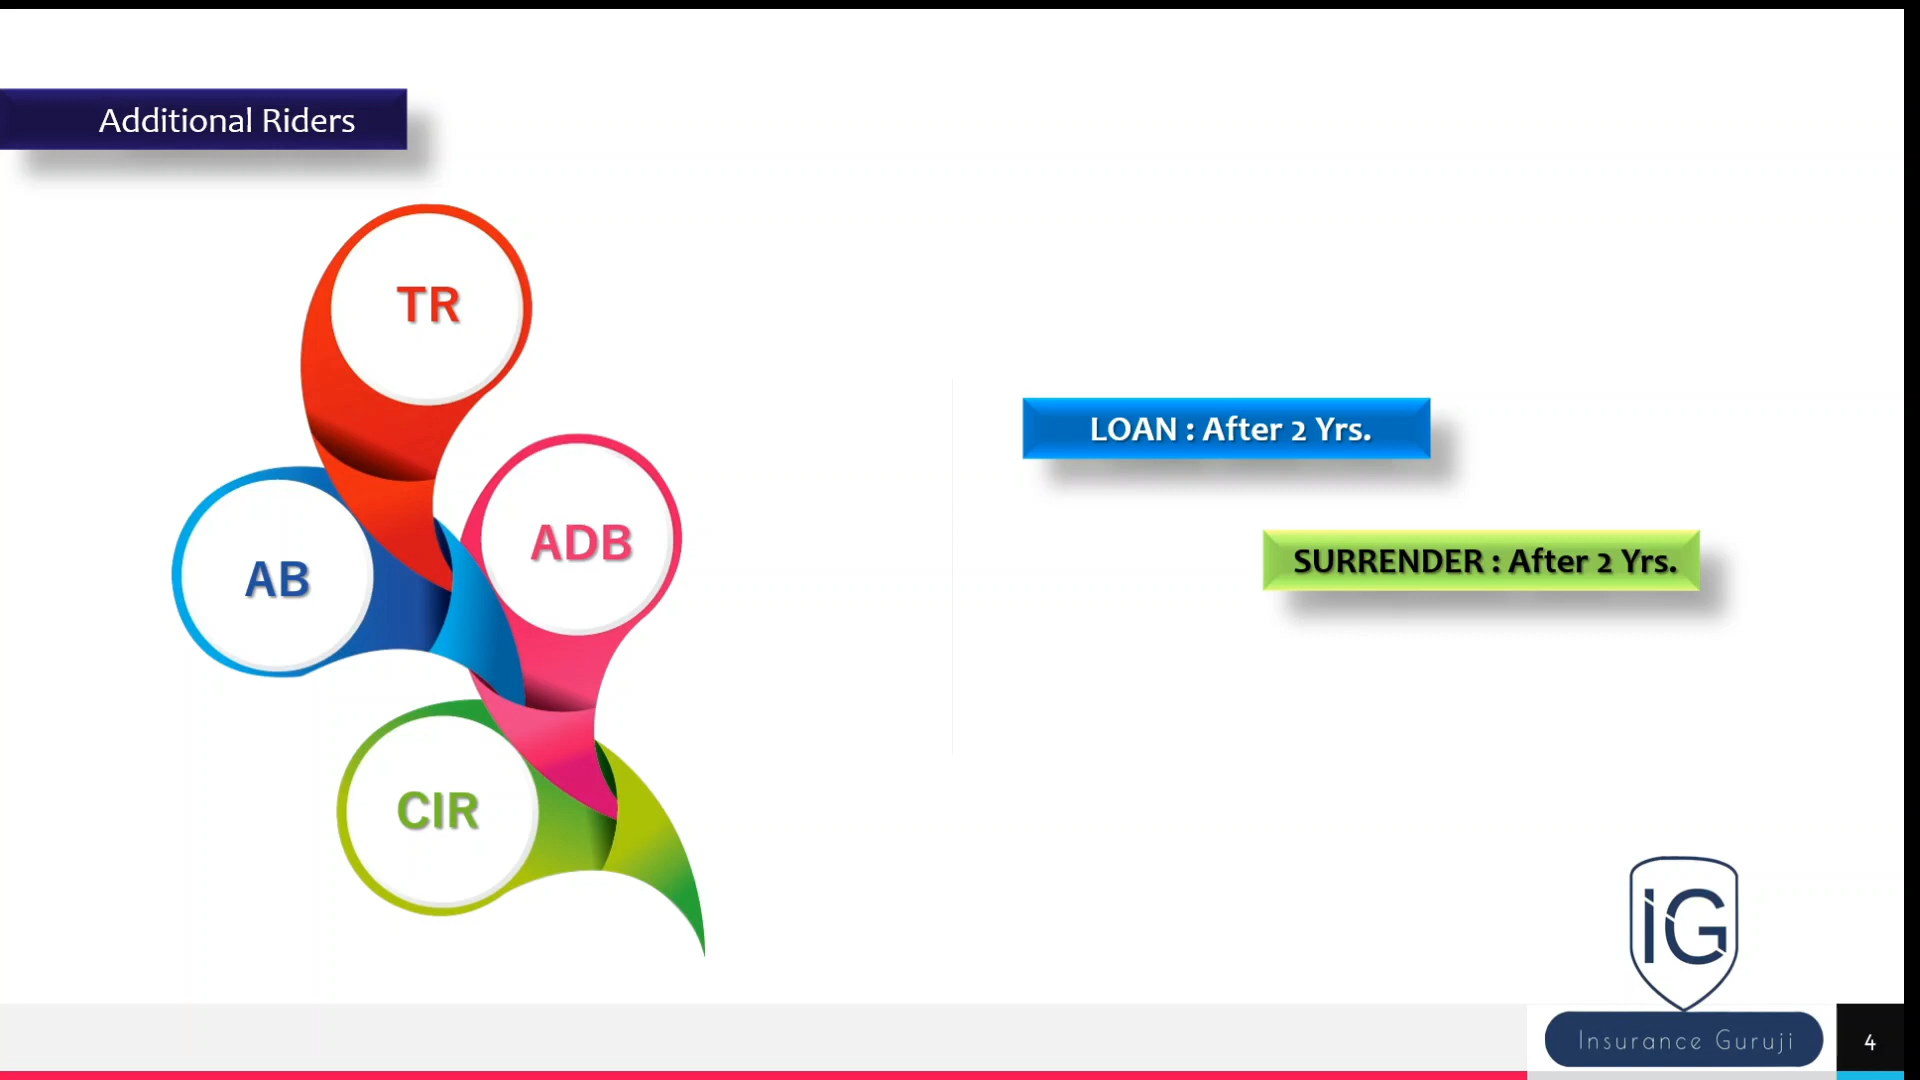 Additional Riders
TR
ADB
AB
CIR
LOAN : After 2 Yrs.
SURRENDER : After 2 Yrs.
iG
Insurance Guruji
4